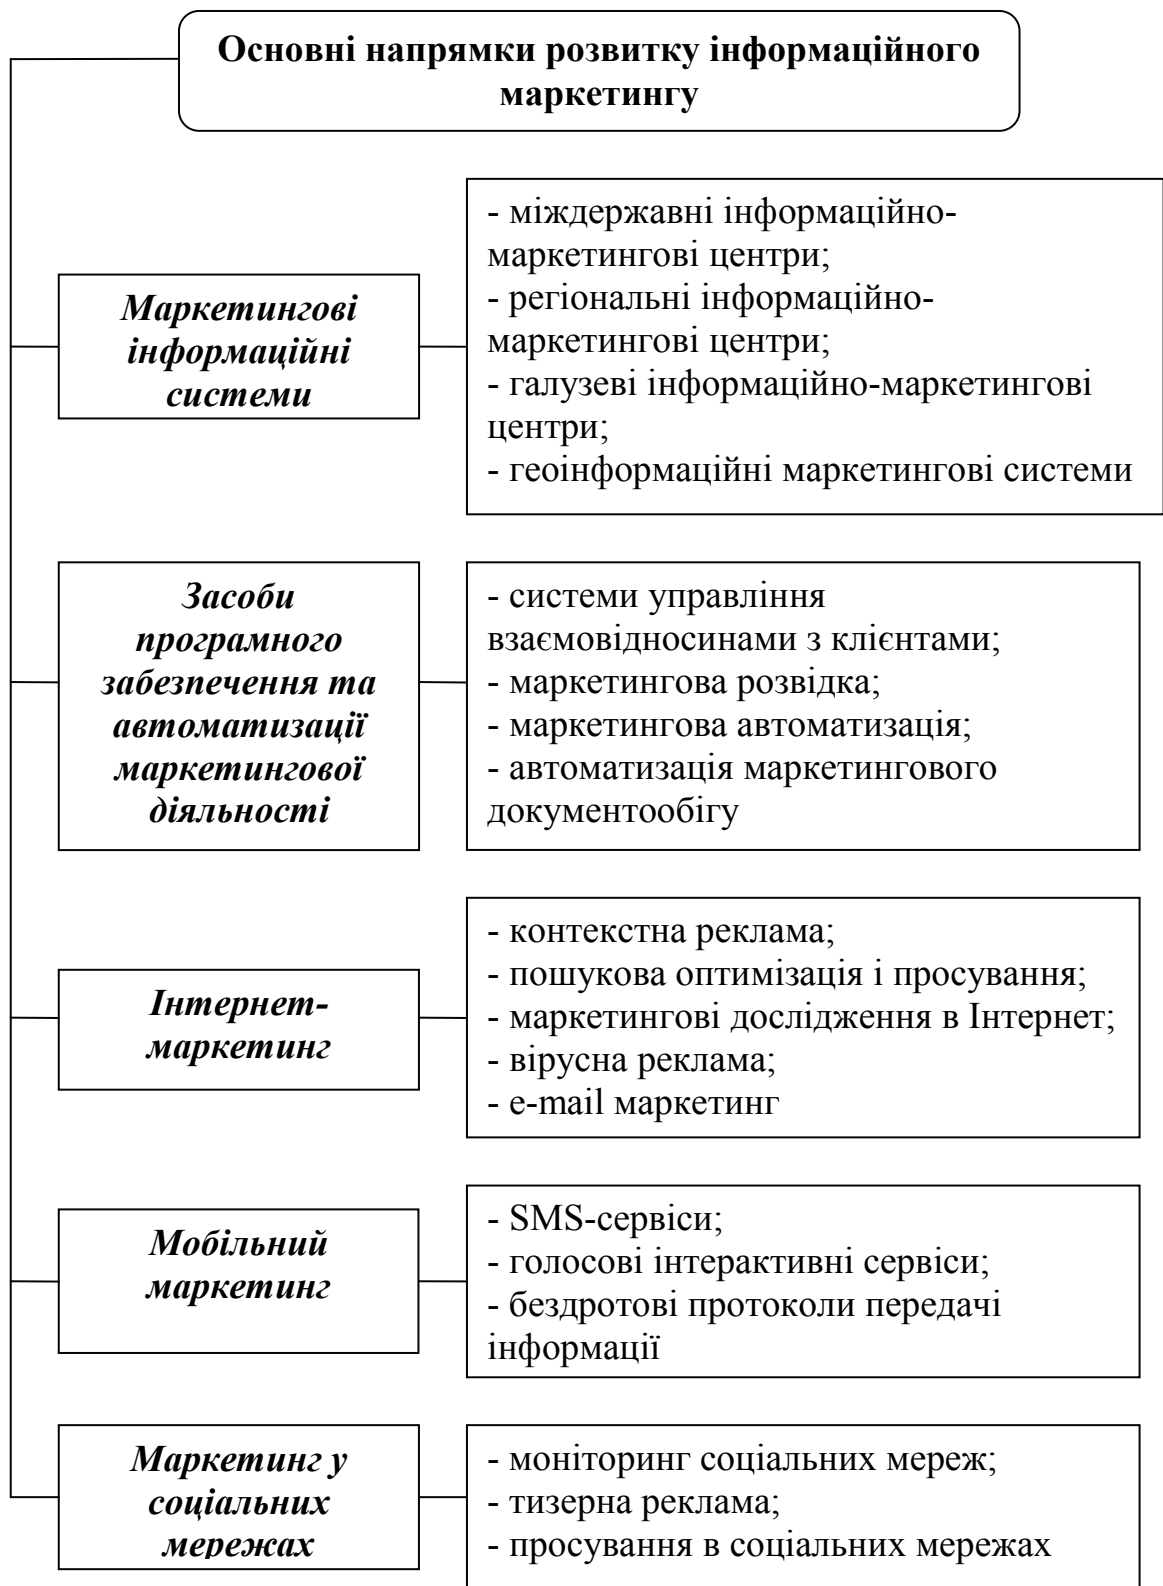 Основні напрямки розвитку інформаційного
маркетингу
Маркетингові
інформаційні
системи
- міждержавні інформаційно-
маркетингові центри;
- регіональні інформаційно-
маркетингові центри;
- галузеві інформаційно-маркетингові
центри;
- геоінформаційні маркетингові системи
Засоби
програмного
забезпечення та
автоматизації
маркетингової
діяльності
- системи управління
взаємовідносинами з клієнтами;
- маркетингова розвідка;
- маркетингова автоматизація;
- автоматизація маркетингового
документообігу
Інтернет-
маркетинг
- контекстна реклама;
- пошукова оптимізація і просування;
- маркетингові дослідження в Інтернет;
- вірусна реклама;
- e-mail маркетинг
Мобільний
маркетинг
- SMS-сервіси;
- голосові інтерактивні сервіси;
- бездротові протоколи передачі
інформації
Маркетинг у
соціальних
мережах
- моніторинг соціальних мереж;
- тизерна реклама;
- просування в соціальних мережах